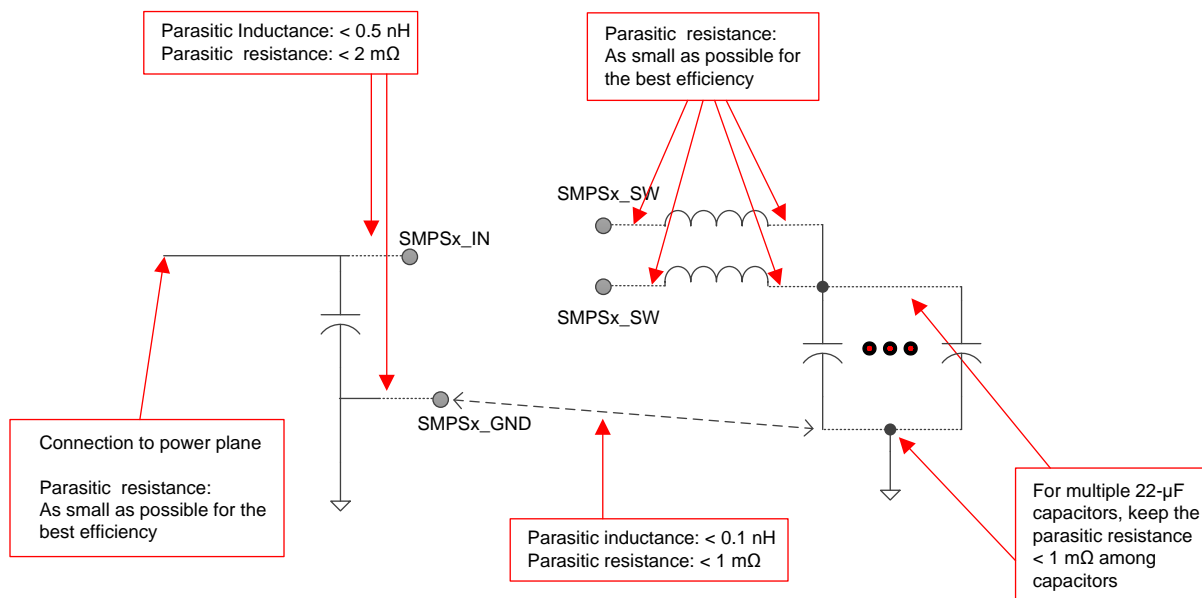 Parasitic Inductance: < 0.5 nH
Parasitic resistance: < 2 mΩ
Parasitic resistance:
As small as possible for
the best efficiency
SMPSx_SW
SMPSx_IN
SMPSx_SW
SMPSx_GND
Connection to power plane
Parasitic resistance:
As small as possible for the
best efficiency
Parasitic inductance: < 0.1 nH
Parasitic resistance: < 1 mΩ
For multiple 22-µF
capacitors, keep the
parasitic resistance
< 1 mΩ among
capacitors